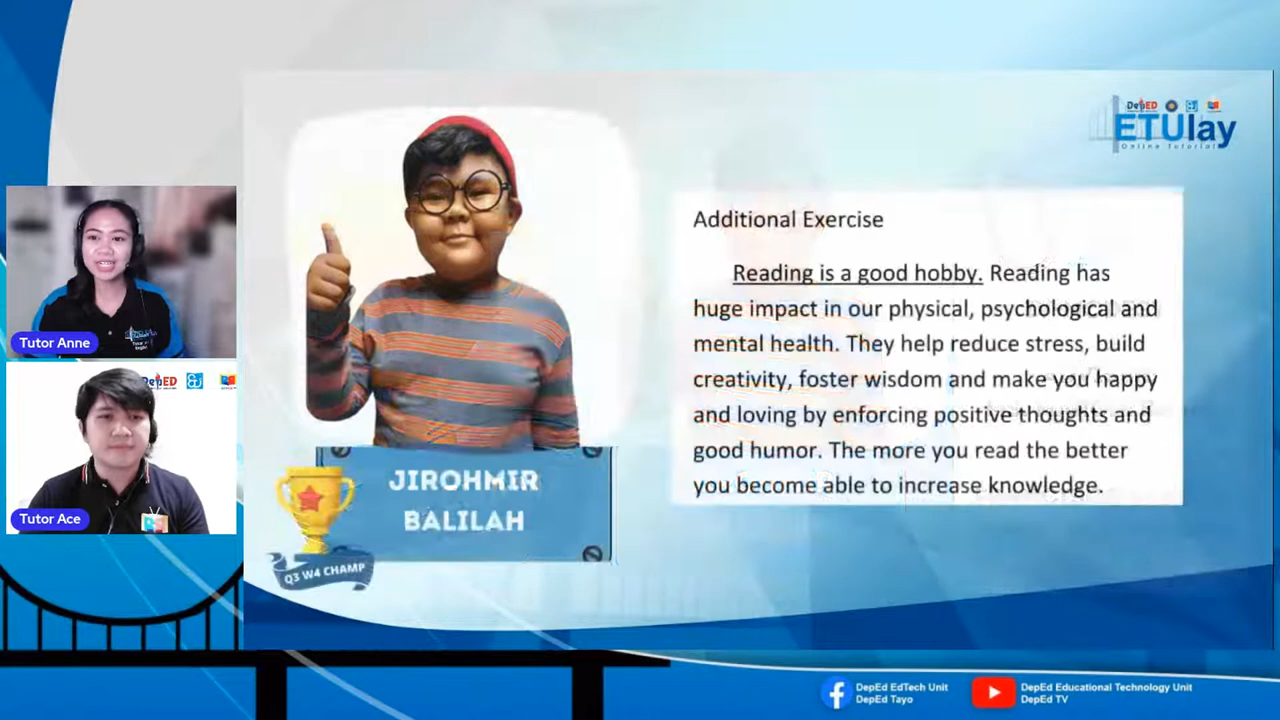 DepED
ETUlay
Online Tutorial
Additional Exercise
Reading is a good hobby. Reading has
huge impact in our physical, psychological and
mental health. They help reduce stress, build
creativity, foster wisdom and make you happy
and loving by enforcing positive thoughts and
good humor. The more you read the better
you become able to increase knowledge.
JIROHMIR
BALILAH
Q3 W4 CHAMP
Tutor Anne
DepED
Tutor Ace
DepEd EdTech Unit
DepEd Tayo
DepEd Educational Technology Unit
DepEd TV